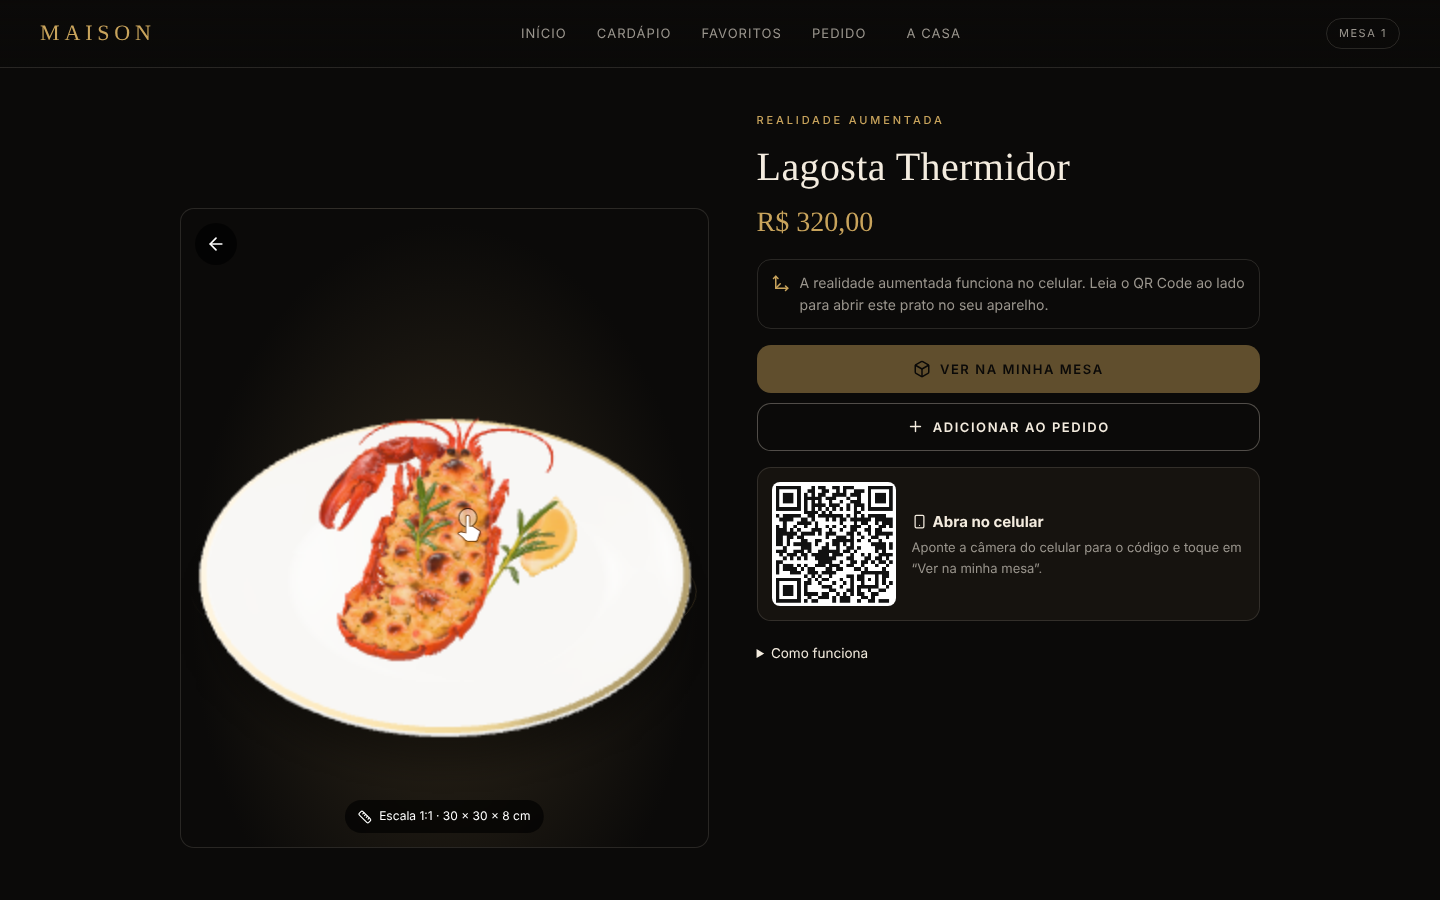 MAISON
INÍCIO
CARDÁPIO
FAVORITOS
PEDIDO
A CASA
MESA 1
REALIDADE AUMENTADA
Lagosta Thermidor
R$ 320,00
A realidade aumentada funciona no celular. Leia o QR Code ao lado
para abrir este prato no seu aparelho.
VER NA MINHA MESA
ADICIONAR AO PEDIDO
Abra no celular
Aponte a câmera do celular para o código e toque em
“Ver na minha mesa”.
Como funciona
Escala 1:1 · 30 × 30 × 8 cm